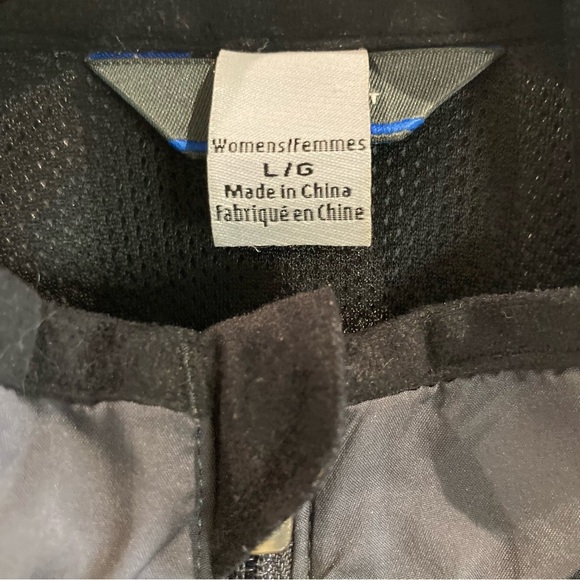 Womens/Femmes
L/G
Made in China
Fabriqué en Chine